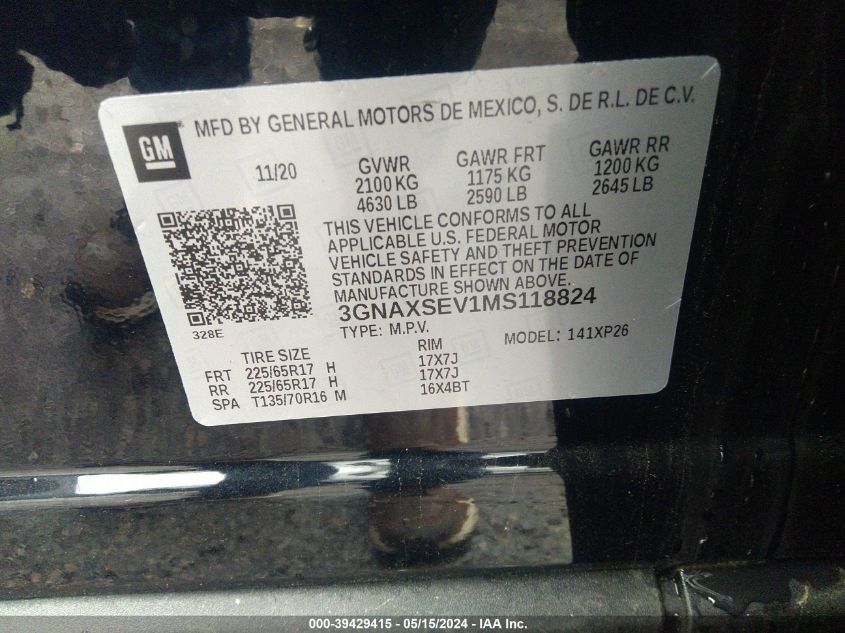 GM
MFD BY GENERAL MOTORS DE MEXICO, S. DE R.L. DE C.V.
11/20 GVWR GAWR FRT GAWR RR
2100 KG 1175 KG 1200 KG
4630 LB 2590 LB 2645 LB
THIS VEHICLE CONFORMS TO ALL
APPLICABLE U.S. FEDERAL MOTOR
VEHICLE SAFETY AND THEFT PREVENTION
STANDARDS IN EFFECT ON THE DATE OF
MANUFACTURE SHOWN ABOVE.
3GNAXSEV1MS118824
328E
TYPE: M.P.V. MODEL: 141XP26
TIRE SIZE RIM
FRT 225/65R17 H 17X7J
RR 225/65R17 H 17X7J
SPA T135/70R16 M 16X4BT
000-39429415 - 05/15/2024 - IAA Inc.